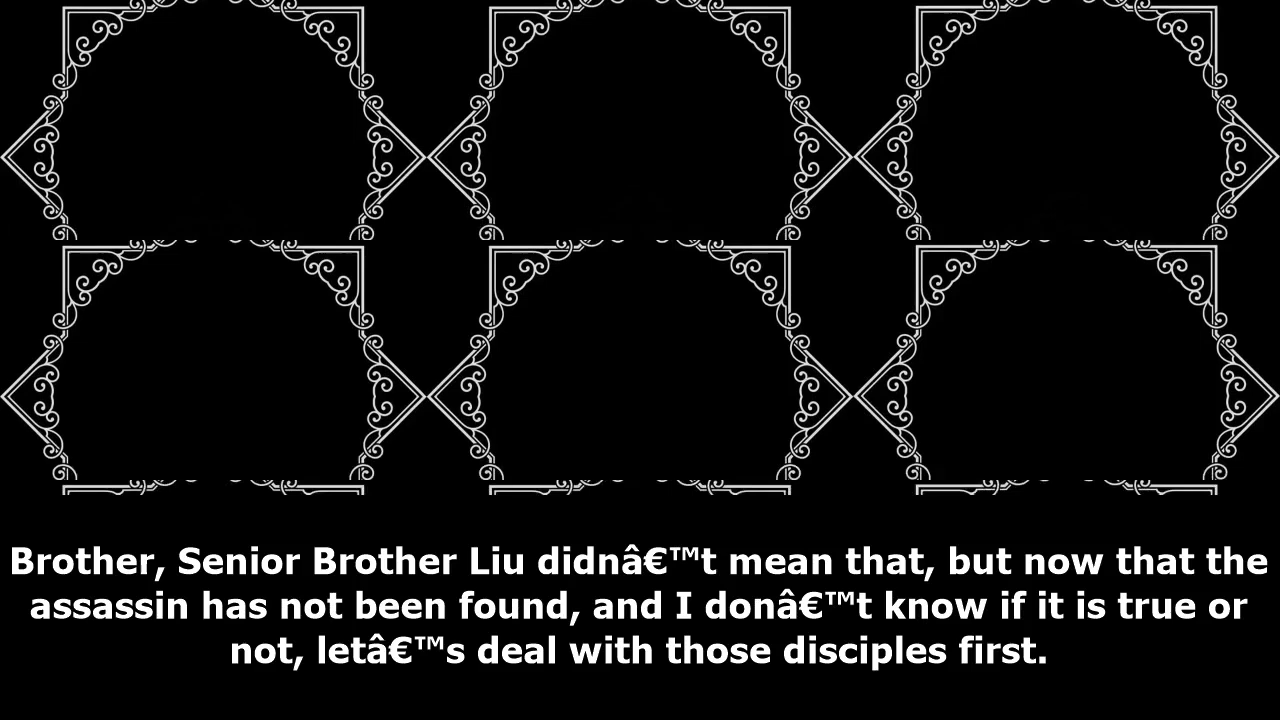 Brother, Senior Brother Liu didnâ€™t mean that, but now that the
assassin has not been found, and I donâ€™t know if it is true or
not, letâ€™s deal with those disciples first.